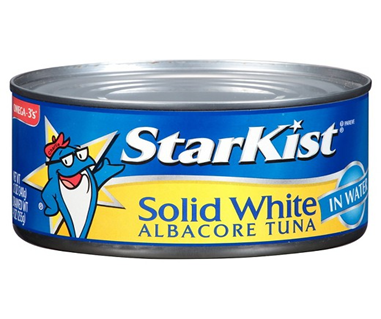 OMEGA-3's
StarKist
Solid White
ALBACORE TUNA
IN WATER